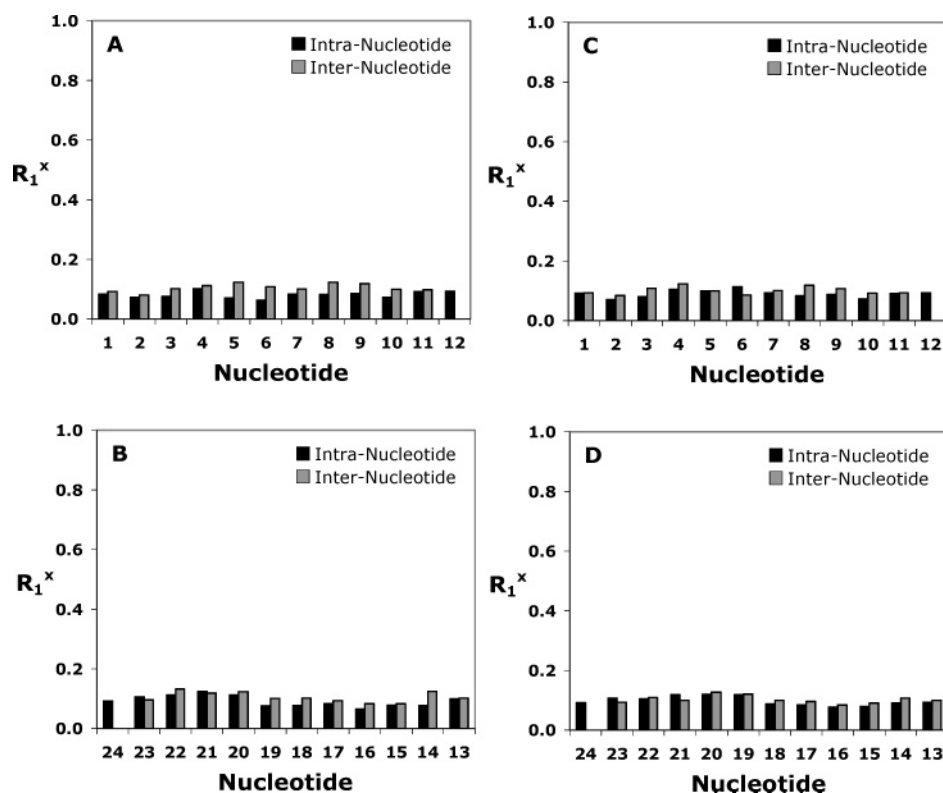 A
Intra-Nucleotide
Inter-Nucleotide
1.0
0.8
0.6
R₁ˣ
0.4
0.2
0.0
1 2 3 4 5 6 7 8 9 10 11 12
Nucleotide
C
Intra-Nucleotide
Inter-Nucleotide
1.0
0.8
0.6
R₁ˣ
0.4
0.2
0.0
1 2 3 4 5 6 7 8 9 10 11 12
Nucleotide
B
Intra-Nucleotide
Inter-Nucleotide
1.0
0.8
0.6
R₁ˣ
0.4
0.2
0.0
24 23 22 21 20 19 18 17 16 15 14 13
Nucleotide
D
Intra-Nucleotide
Inter-Nucleotide
1.0
0.8
0.6
R₁ˣ
0.4
0.2
0.0
24 23 22 21 20 19 18 17 16 15 14 13
Nucleotide